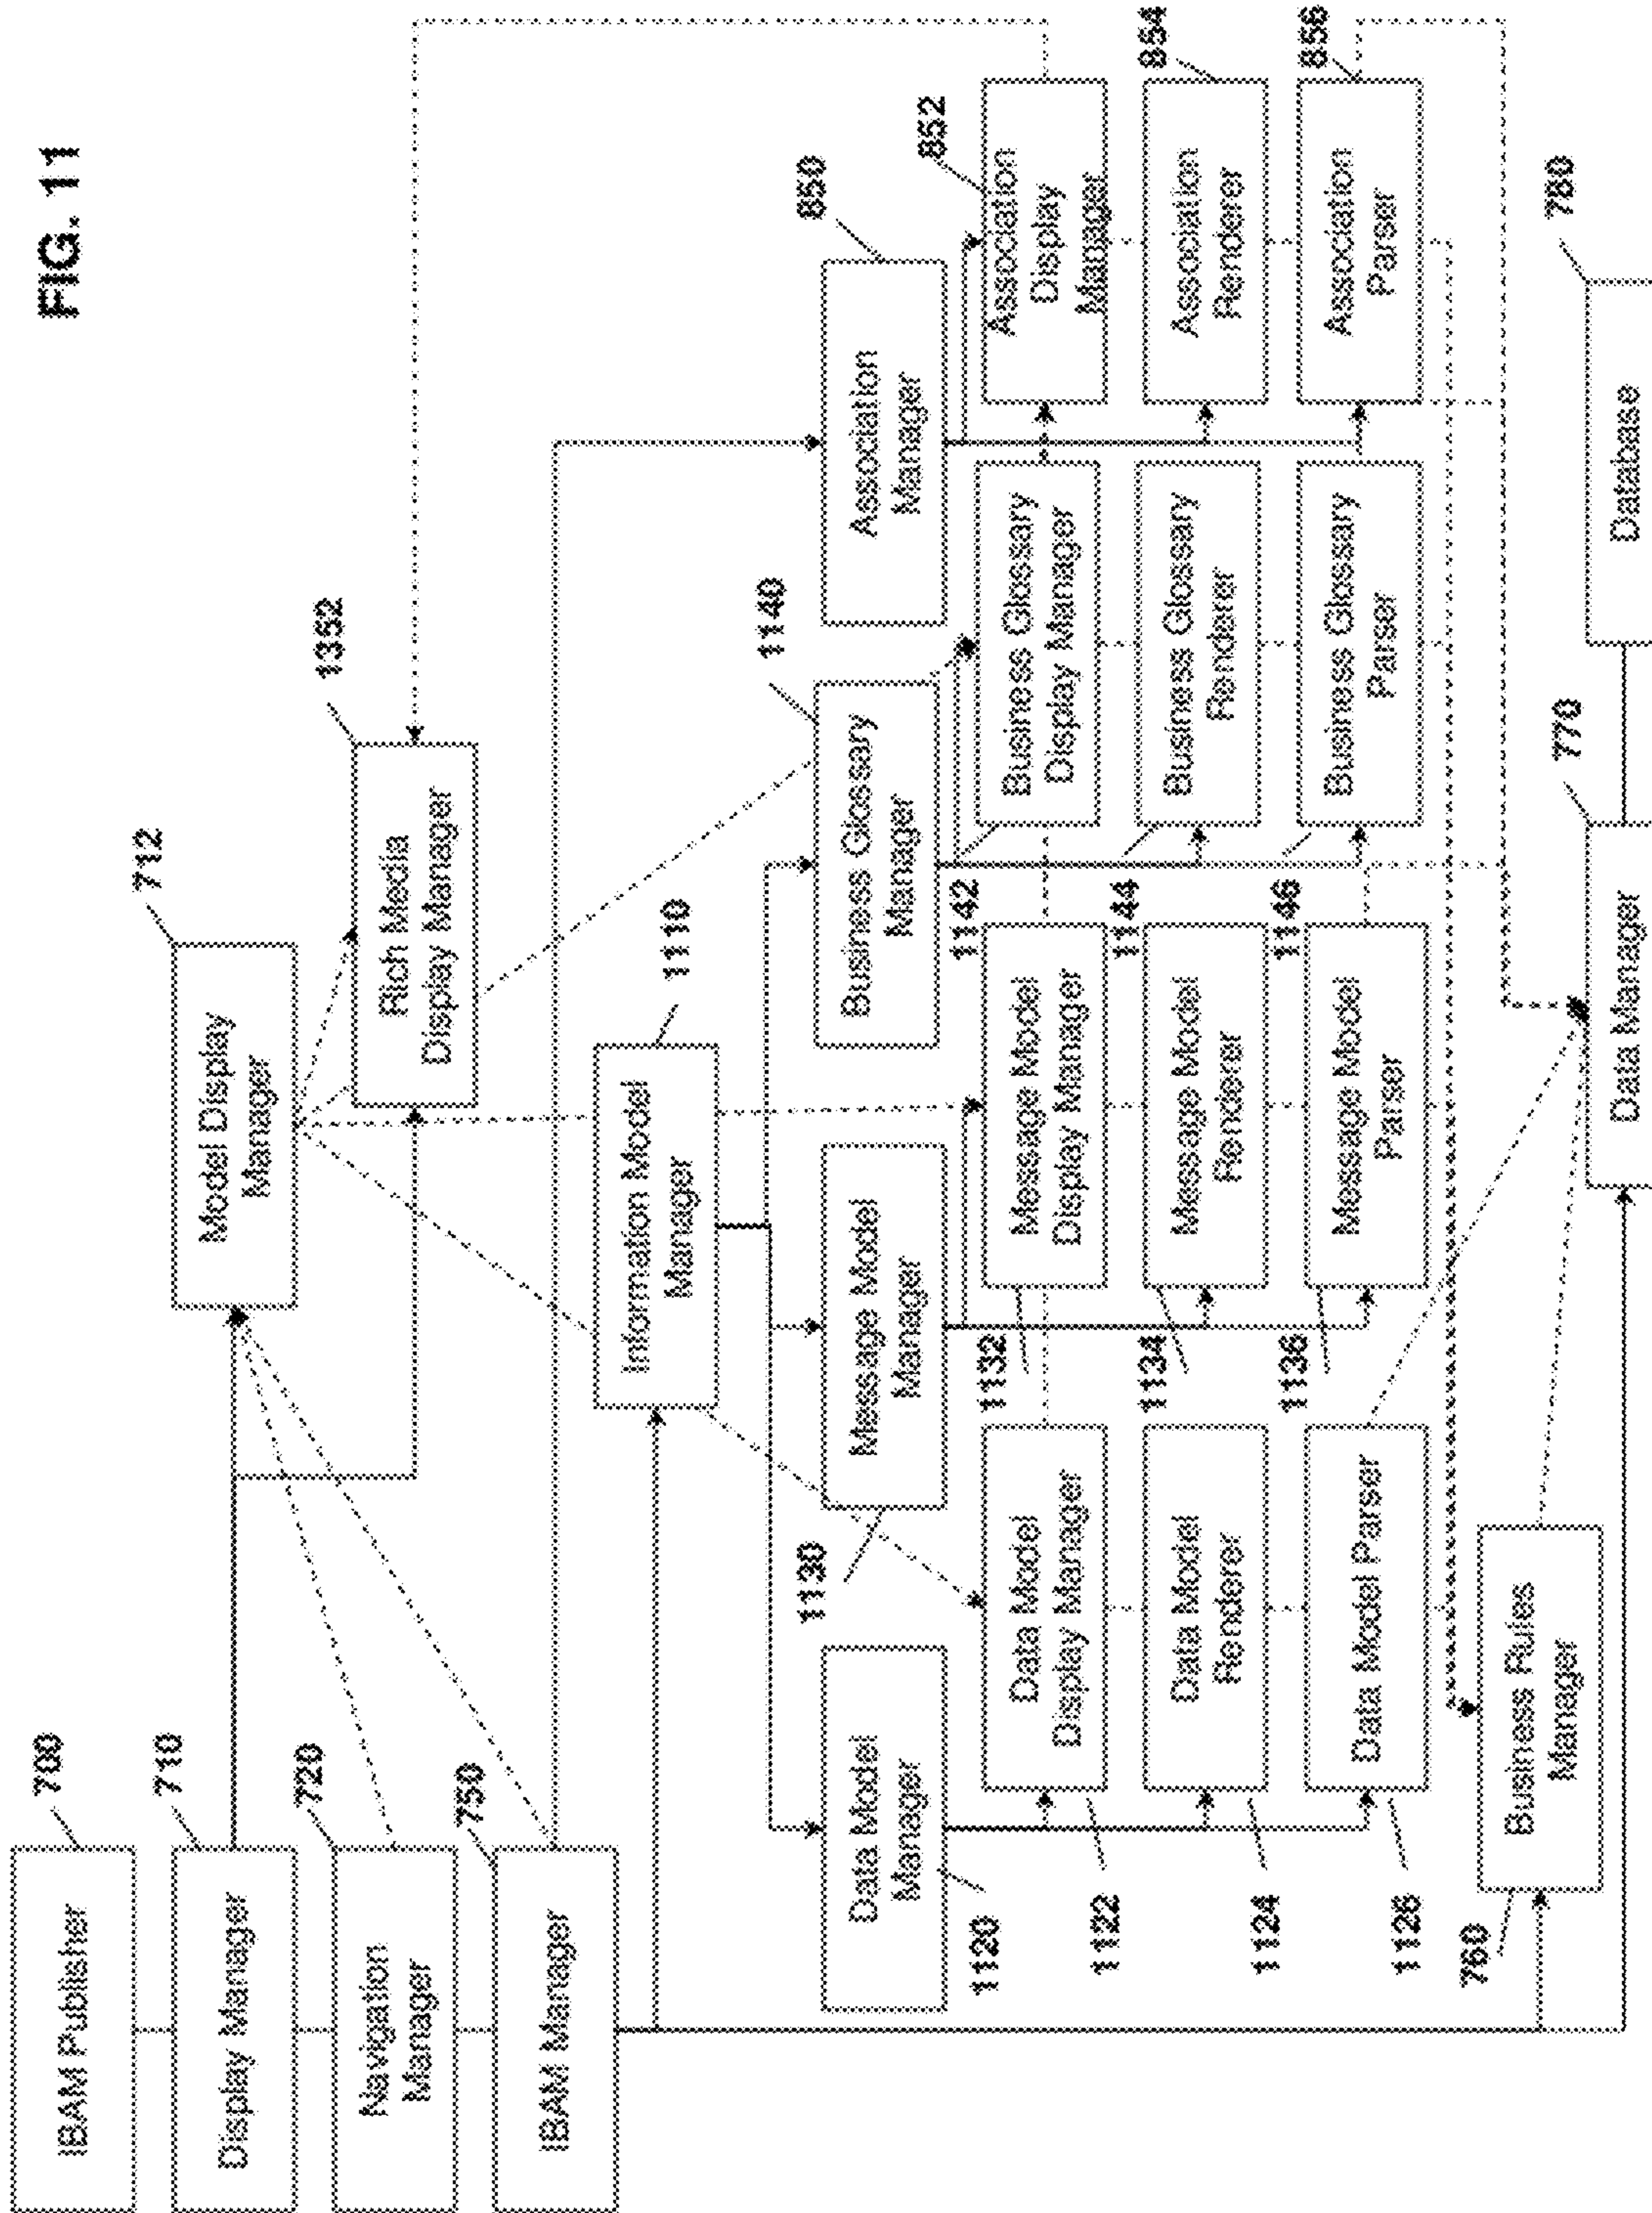 FIG. 11
IBAM Publisher
700
Display Manager
710
Navigation
Manager
720
IBAM Manager
750
Model Display
Manager
712
Rich Media
Display Manager
1352
Information Model
Manager
1110
Data Model
Manager
1120
Message Model
Manager
1130
Business Glossary
Manager
1140
Association
Manager
850
Data Model
Display Manager
1122
Message Model
Display Manager
1132
Business Glossary
Display Manager
1142
Association
Display
Manager
852
Data Model
Renderer
1124
Message Model
Renderer
1134
Business Glossary
Renderer
1144
Association
Renderer
854
Data Model Parser
1126
Message Model
Parser
1136
Business Glossary
Parser
1146
Association
Parser
856
Business Rules
Manager
760
Data Manager
770
Database
780